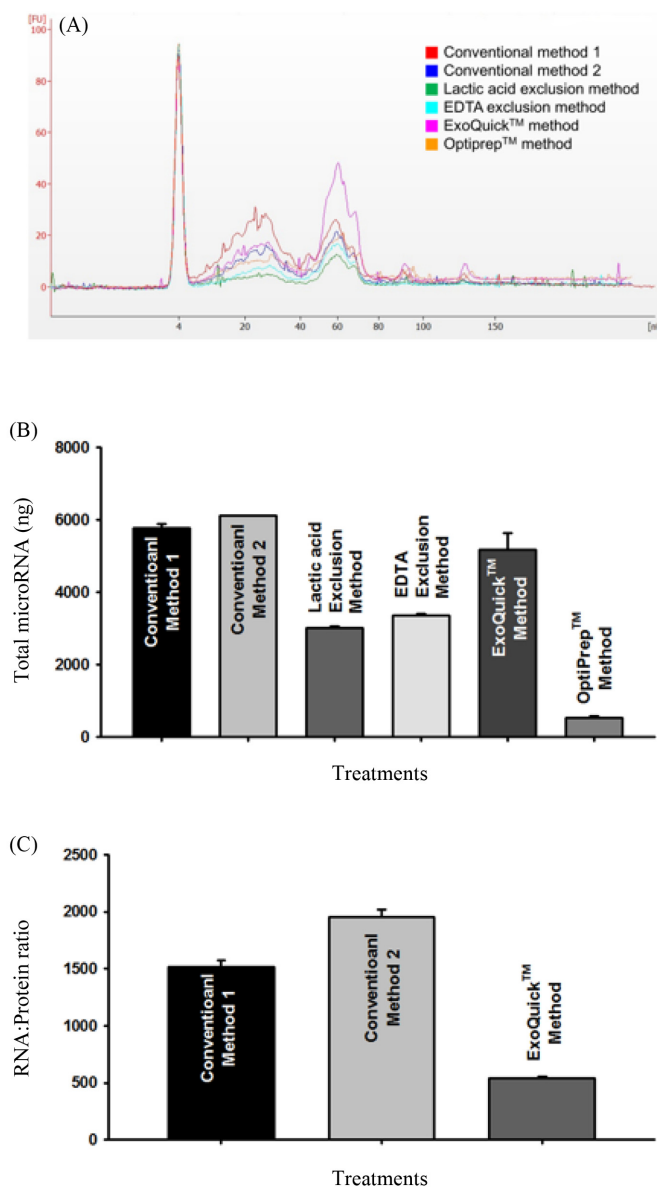 [FU]
(A)
100
80
60
40
20
0
Conventional method 1
Conventional method 2
Lactic acid exclusion method
EDTA exclusion method
ExoQuick™ method
Optiprep™ method
4 20 40 60 80 100 150
(B)
Total microRNA (ng)
8000
6000
4000
2000
0
Conventioanl
Method 1
Conventioanl
Method 2
Lactic acid
Exclusion
Method
EDTA
Exclusion
Method
ExoQuick™
Method
OptiPrep™
Method
Treatments
(C)
RNA:Protein ratio
2500
2000
1500
1000
500
0
Conventioanl
Method 1
Conventioanl
Method 2
ExoQuick™
Method
Treatments